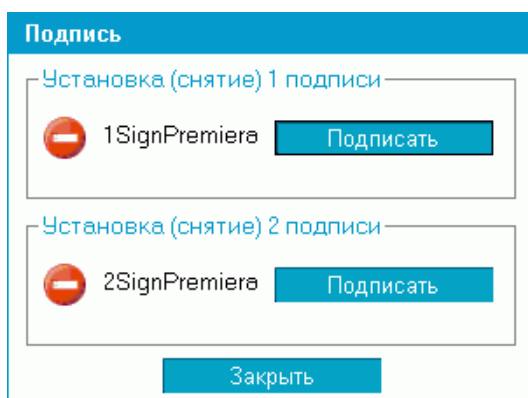 Подпись
Установка (снятие) 1 подписи
1SignPremiera Подписать
Установка (снятие) 2 подписи
2SignPremiera Подписать
Закрыть